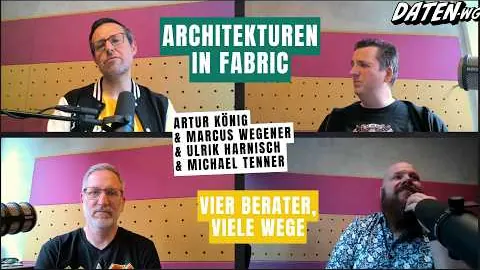 DATEN-WG
ARCHITEKTUREN
IN FABRIC
ARTUR KÖNIG
& MARCUS WEGENER
& ULRIK HARNISCH
& MICHAEL TENNER
VIER BERATER,
VIELE WEGE